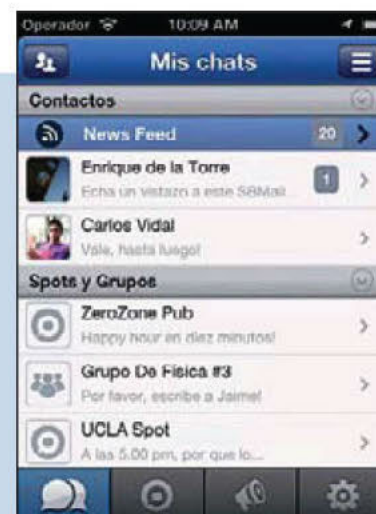 Operador 10:09 AM
Mis chats
Contactos
News Feed 20
Enrique de la Torre
Echa un vistazo a este SBMail 1
Carlos Vidal
Vale, hasta luego!
Spots y Grupos
ZeroZone Pub
Happy hour en diez minutos!
Grupo De Fisica #3
Por favor, escribe a Jaime!
UCLA Spot
A las 5.00 pm, por que lo...